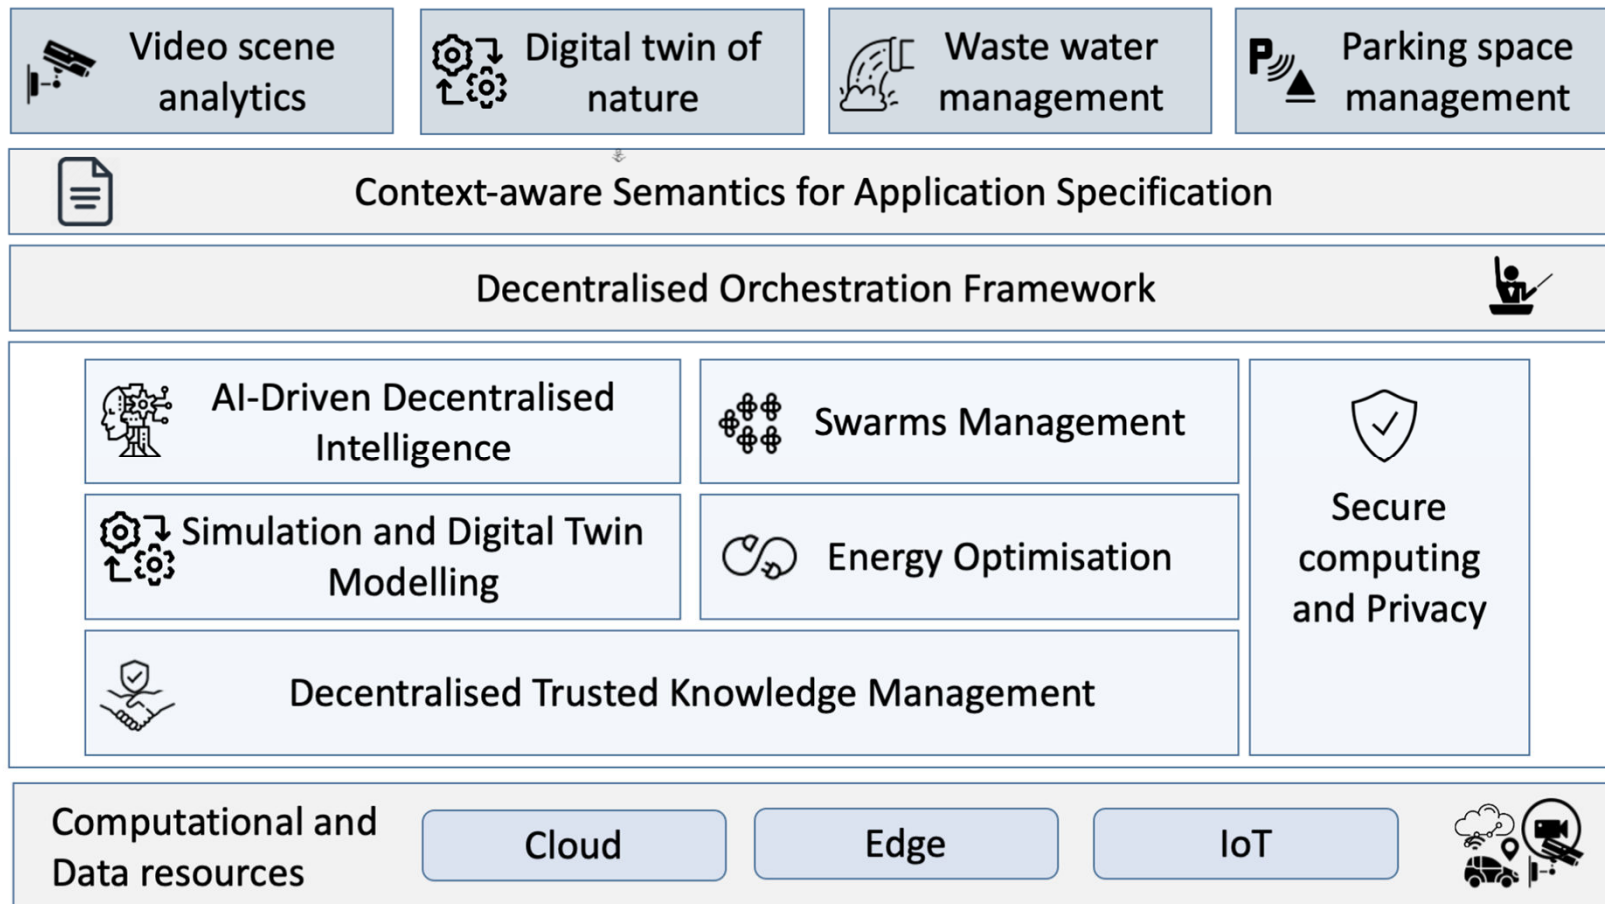 Video scene
analytics
Digital twin of
nature
Waste water
management
Parking space
management
Context-aware Semantics for Application Specification
Decentralised Orchestration Framework
AI-Driven Decentralised
Intelligence
Swarms Management
Simulation and Digital Twin
Modelling
Energy Optimisation
Secure
computing
and Privacy
Decentralised Trusted Knowledge Management
Computational and
Data resources
Cloud
Edge
IoT